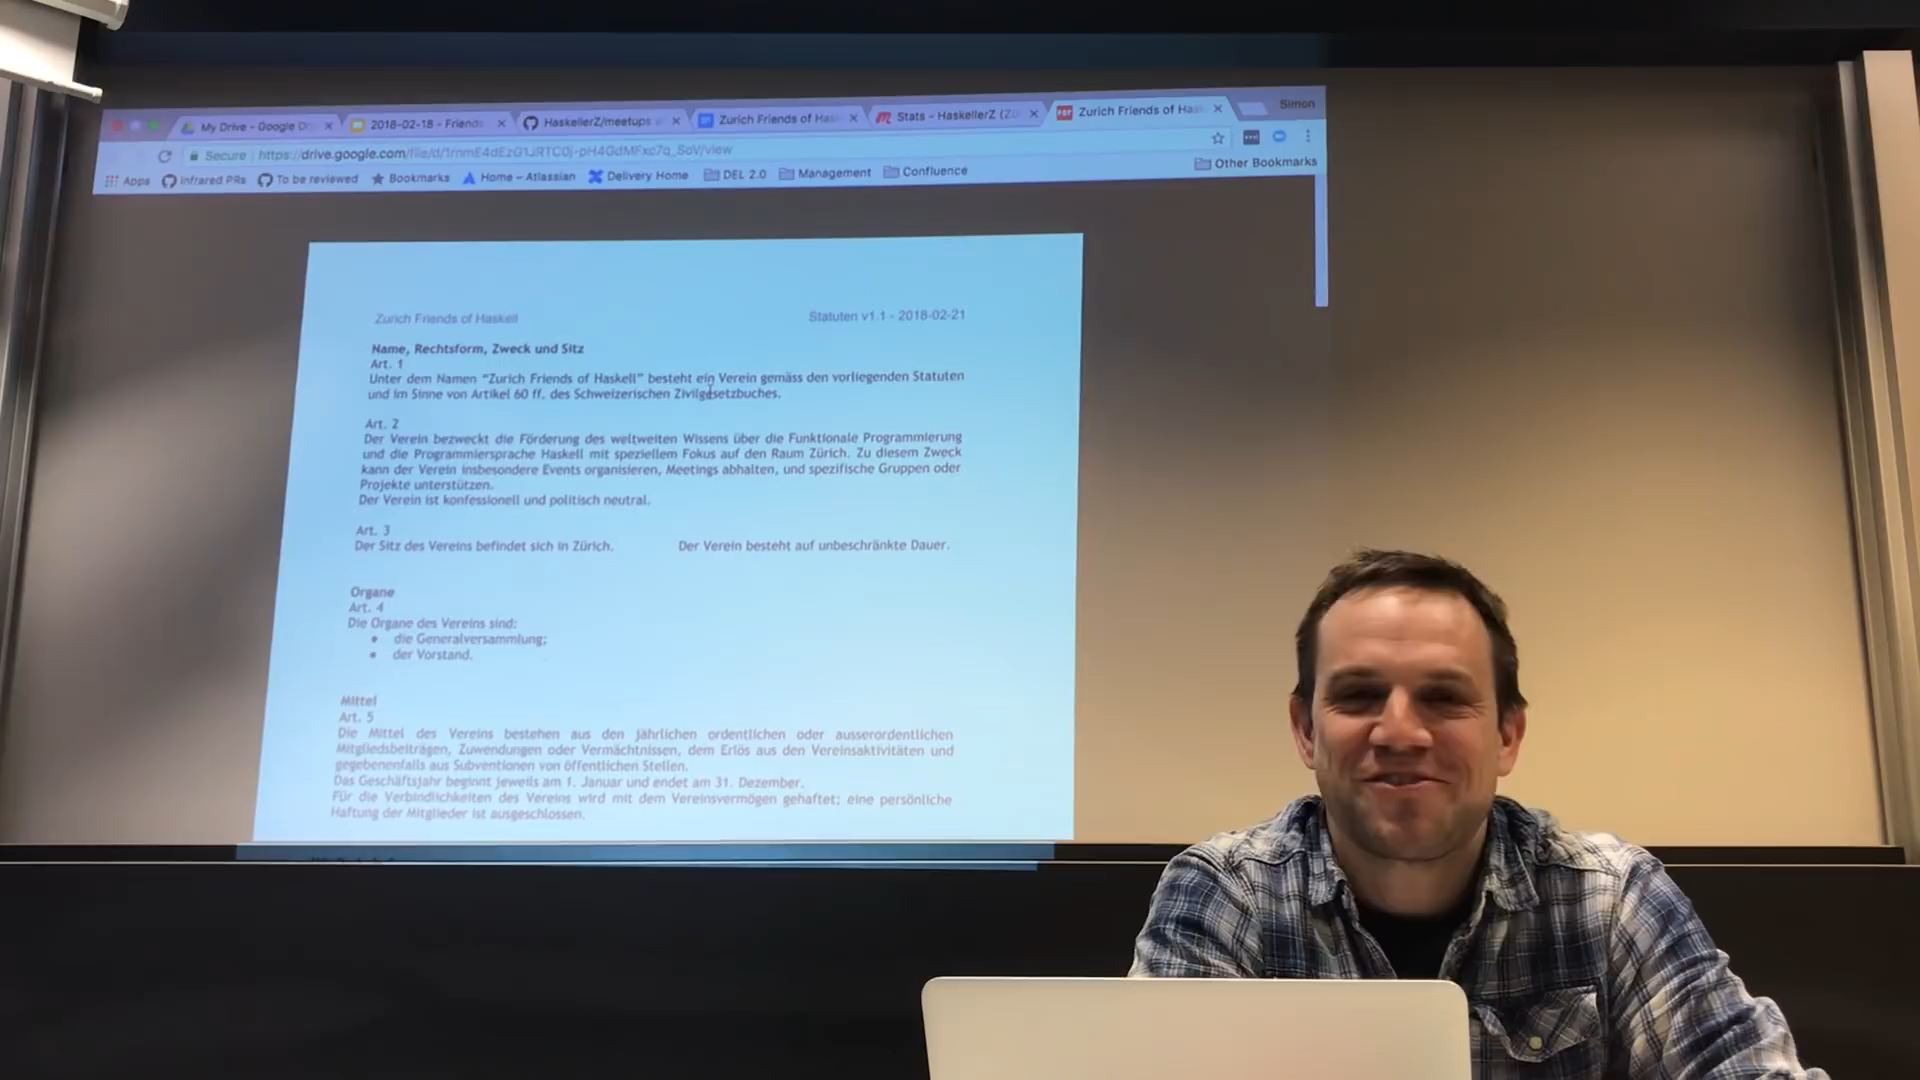 My Drive - Google Dr
2018-02-18 - Friends
HaskellerZ/meetups
Zurich Friends of Has
Stats - HaskellerZ (Zü
Zurich Friends of Has
Simon
Secure
Apps
Infrared PRs
To be reviewed
Bookmarks
Home – Atlassian
Delivery Home
DEL 2.0
Management
Confluence
Other Bookmarks
Zurich Friends of Haskell
Statuten v1.1 - 2018-02-21
Name, Rechtsform, Zweck und Sitz
Art. 1
Unter dem Namen “Zurich Friends of Haskell” besteht ein Verein gemäss den vorliegenden Statuten
und im Sinne von Artikel 60 ff. des Schweizerischen Zivilgesetzbuches.
Art. 2
Der Verein bezweckt die Förderung des weltweiten Wissens über die Funktionale Programmierung
und die Programmiersprache Haskell mit speziellem Fokus auf den Raum Zürich. Zu diesem Zweck
kann der Verein insbesondere Events organisieren, Meetings abhalten, und spezifische Gruppen oder
Projekte unterstützen.
Der Verein ist konfessionell und politisch neutral.
Art. 3
Der Sitz des Vereins befindet sich in Zürich.
Der Verein besteht auf unbeschränkte Dauer.
Organe
Art. 4
Die Organe des Vereins sind:
• die Generalversammlung;
• der Vorstand.
Mittel
Art. 5
Die Mittel des Vereins bestehen aus den jährlichen ordentlichen oder ausserordentlichen
Mitgliedsbeiträgen, Zuwendungen oder Vermächtnissen, dem Erlös aus den Vereinsaktivitäten und
gegebenenfalls aus Subventionen von öffentlichen Stellen.
Das Geschäftsjahr beginnt jeweils am 1. Januar und endet am 31. Dezember.
Für die Verbindlichkeiten des Vereins wird mit dem Vereinsvermögen gehaftet; eine persönliche
Haftung der Mitglieder ist ausgeschlossen.